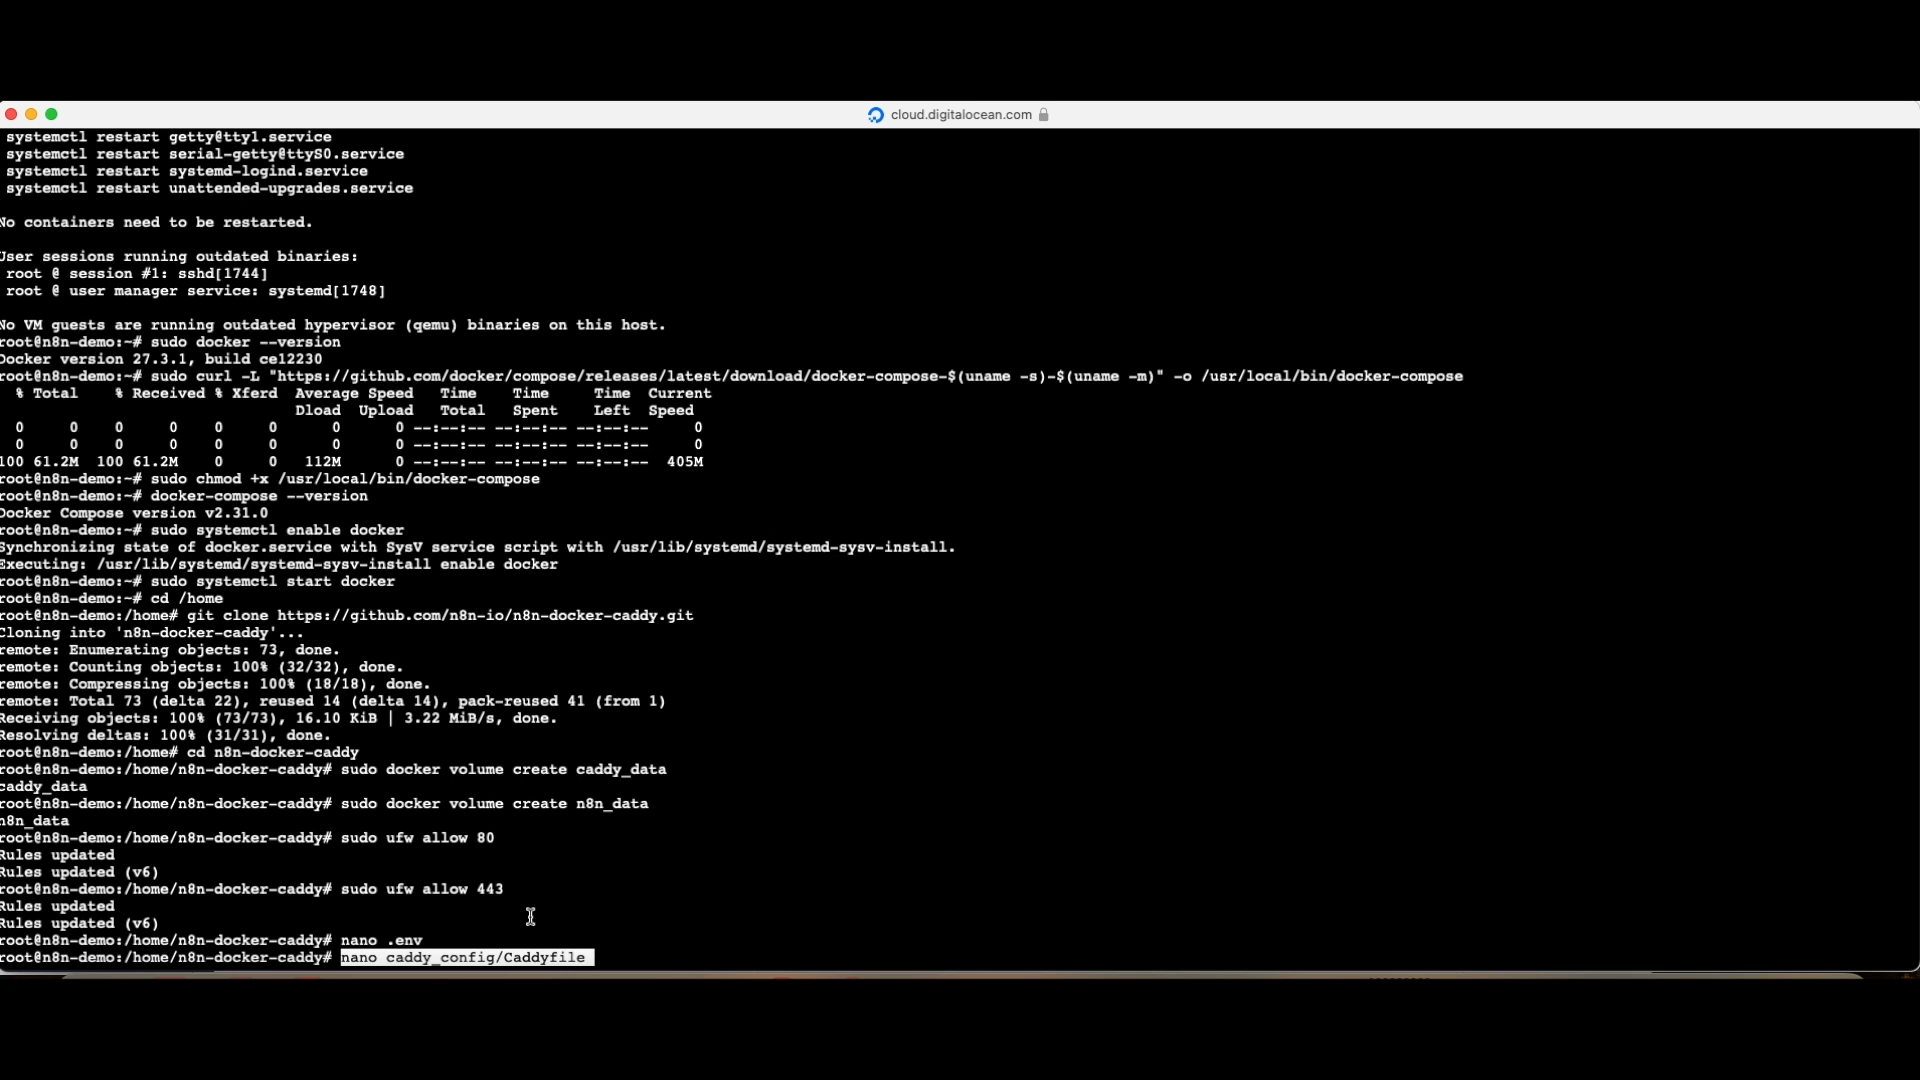 cloud.digitalocean.com
systemctl restart getty@tty1.service
systemctl restart serial-getty@ttyS0.service
systemctl restart systemd-logind.service
systemctl restart unattended-upgrades.service
No containers need to be restarted.
User sessions running outdated binaries:
root @ session #1: sshd[1744]
root @ user manager service: systemd[1748]
No VM guests are running outdated hypervisor (qemu) binaries on this host.
root@n8n-demo:~# sudo docker --version
Docker version 27.3.1, build ce12230
root@n8n-demo:~# sudo curl -L "https://github.com/docker/compose/releases/latest/download/docker-compose-$(uname -s)-$(uname -m)" -o /usr/local/bin/docker-compose
% Total % Received % Xferd Average Speed Time Time Time Current
Dload Upload Total Spent Left Speed
0 0 0 0 0 0 0 0 --:--:-- --:--:-- --:--:-- 0
0 0 0 0 0 0 0 0 --:--:-- --:--:-- --:--:-- 0
100 61.2M 100 61.2M 0 0 112M 0 --:--:-- --:--:-- --:--:-- 405M
root@n8n-demo:~# sudo chmod +x /usr/local/bin/docker-compose
root@n8n-demo:~# docker-compose --version
Docker Compose version v2.31.0
root@n8n-demo:~# sudo systemctl enable docker
Synchronizing state of docker.service with SysV service script with /usr/lib/systemd/systemd-sysv-install.
Executing: /usr/lib/systemd/systemd-sysv-install enable docker
root@n8n-demo:~# sudo systemctl start docker
root@n8n-demo:~# cd /home
root@n8n-demo:/home# git clone https://github.com/n8n-io/n8n-docker-caddy.git
Cloning into 'n8n-docker-caddy'...
remote: Enumerating objects: 73, done.
remote: Counting objects: 100% (32/32), done.
remote: Compressing objects: 100% (18/18), done.
remote: Total 73 (delta 22), reused 14 (delta 14), pack-reused 41 (from 1)
Receiving objects: 100% (73/73), 16.10 KiB | 3.22 MiB/s, done.
Resolving deltas: 100% (31/31), done.
root@n8n-demo:/home# cd n8n-docker-caddy
root@n8n-demo:/home/n8n-docker-caddy# sudo docker volume create caddy_data
caddy_data
root@n8n-demo:/home/n8n-docker-caddy# sudo docker volume create n8n_data
n8n_data
root@n8n-demo:/home/n8n-docker-caddy# sudo ufw allow 80
Rules updated
Rules updated (v6)
root@n8n-demo:/home/n8n-docker-caddy# sudo ufw allow 443
Rules updated
Rules updated (v6)
root@n8n-demo:/home/n8n-docker-caddy# nano .env
root@n8n-demo:/home/n8n-docker-caddy# nano caddy_config/Caddyfile